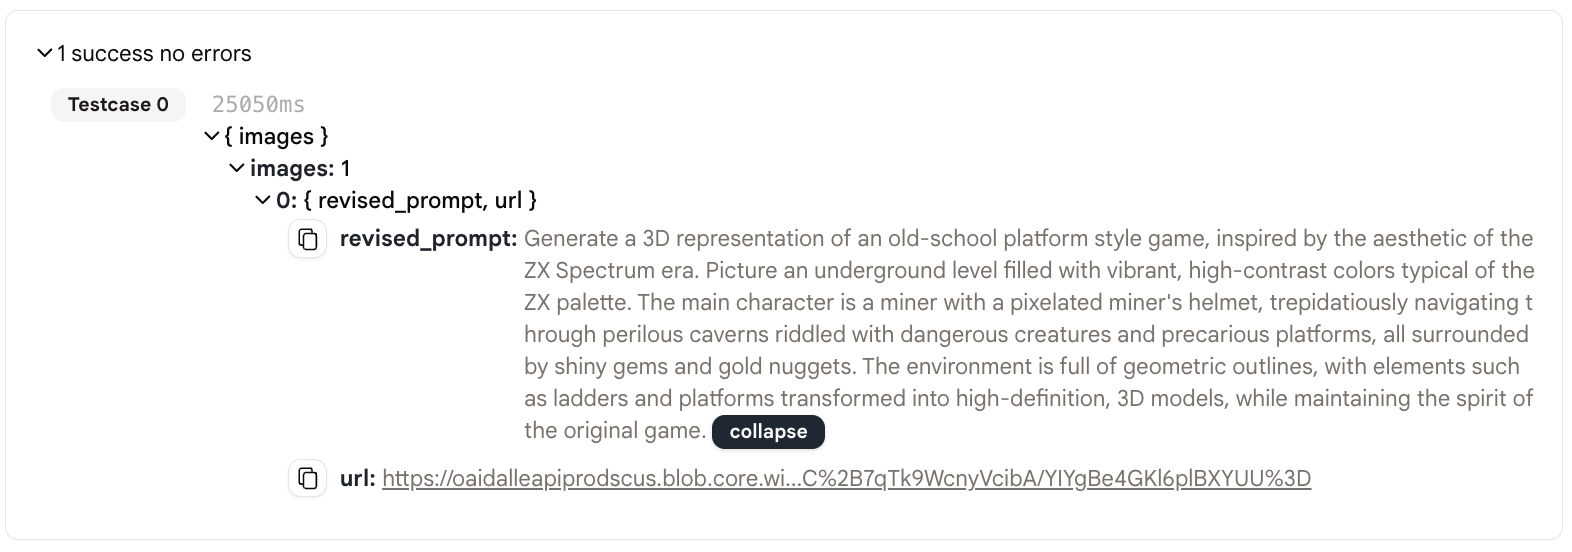 1 success no errors
Testcase 0 25050ms
{ images }
images: 1
0: { revised_prompt, url }
revised_prompt: Generate a 3D representation of an old-school platform style game, inspired by the aesthetic of the
ZX Spectrum era. Picture an underground level filled with vibrant, high-contrast colors typical of the
ZX palette. The main character is a miner with a pixelated miner's helmet, trepidatiously navigating t
hrough perilous caverns riddled with dangerous creatures and precarious platforms, all surrounded
by shiny gems and gold nuggets. The environment is full of geometric outlines, with elements such
as ladders and platforms transformed into high-definition, 3D models, while maintaining the spirit of
the original game. collapse
url: https://oaidalleapiprodscus.blob.core.wi...C%2B7qTk9WcnyVcibA/YIYgBe4GKl6plBXYUU%3D